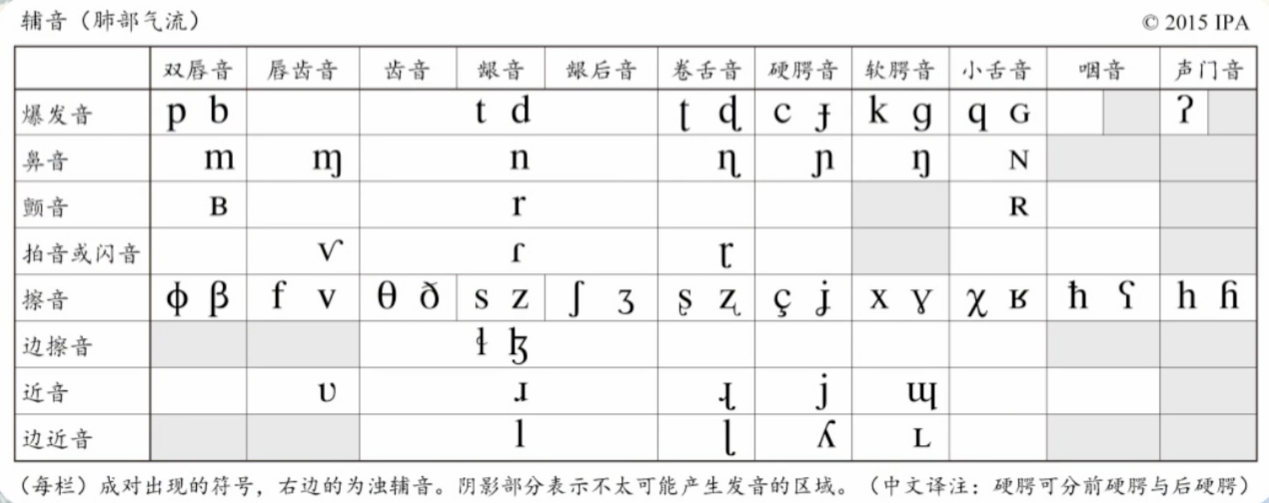 辅音（肺部气流） © 2015 IPA
双唇音 唇齿音 齿音 龈音 龈后音 卷舌音 硬腭音 软腭音 小舌音 咽音 声门音
爆发音 p b t d ʈ ɖ c ɟ k ɡ q ɢ ʔ
鼻音 m ɱ n ɳ ɲ ŋ ɴ
颤音 ʙ r ʀ
拍音或闪音 ⱱ ɾ ɽ
擦音 ɸ β f v θ ð s z ʃ ʒ ʂ ʐ ç ʝ x ɣ χ ʁ ħ ʕ h ɦ
边擦音 ɬ ɮ
近音 ʋ ɹ ɻ j ɰ
边近音 l ɭ ʎ ʟ
（每栏）成对出现的符号，右边的为浊辅音。阴影部分表示不太可能产生发音的区域。（中文译注：硬腭可分前硬腭与后硬腭）